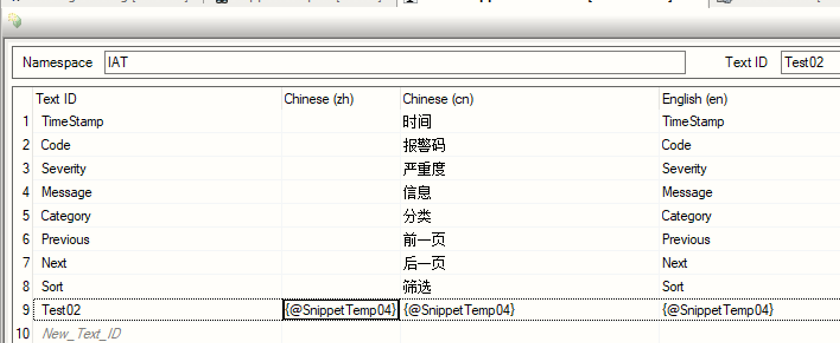 Namespace IAT Text ID Test02
Text ID Chinese (zh) Chinese (cn) English (en)
1 TimeStamp 时间 TimeStamp
2 Code 报警码 Code
3 Severity 严重度 Severity
4 Message 信息 Message
5 Category 分类 Category
6 Previous 前一页 Previous
7 Next 后一页 Next
8 Sort 筛选 Sort
9 Test02 {@SnippetTemp04} {@SnippetTemp04} {@SnippetTemp04}
10 New_Text_ID